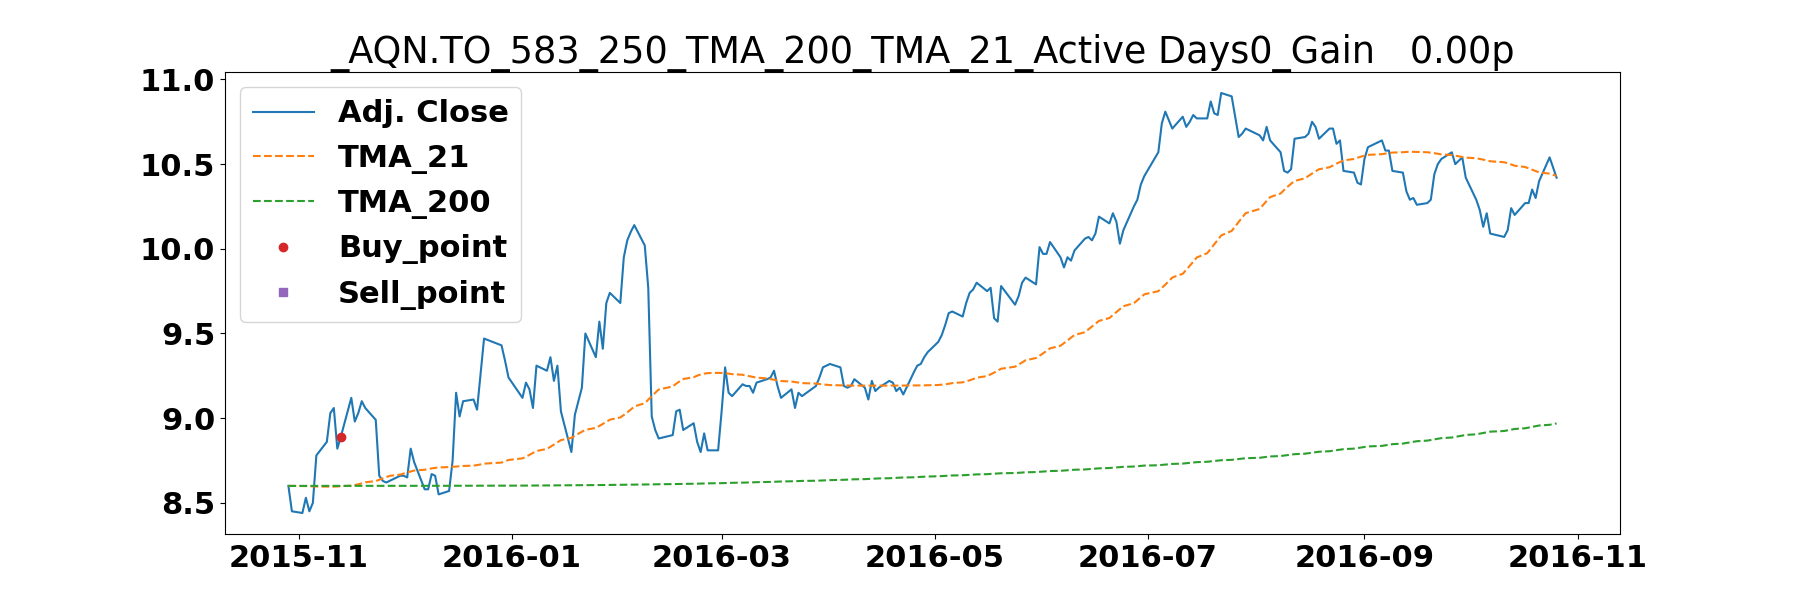 _AQN.TO_583_250_TMA_200_TMA_21_Active Days0_Gain   0.00p
11.0
10.5
10.0
9.5
9.0
8.5
Adj. Close
TMA_21
TMA_200
Buy_point
Sell_point
2015-11 2016-01 2016-03 2016-05 2016-07 2016-09 2016-11